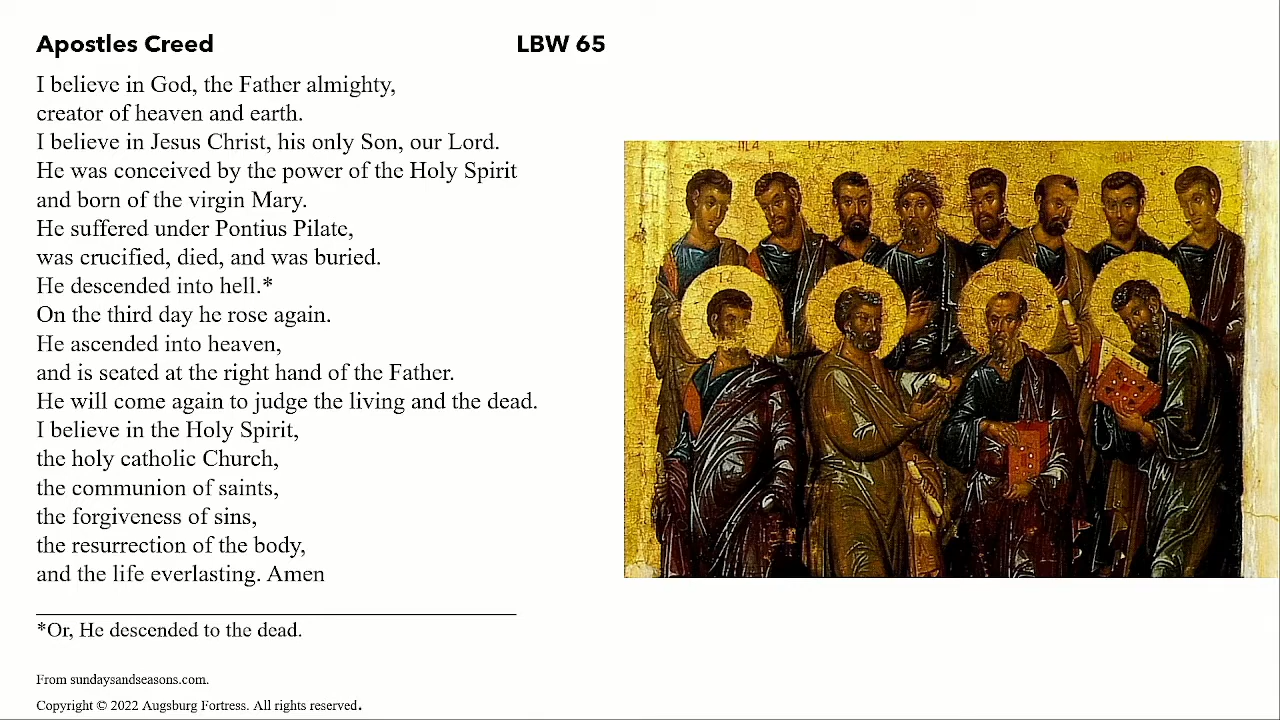 Apostles Creed LBW 65
I believe in God, the Father almighty,
creator of heaven and earth.
I believe in Jesus Christ, his only Son, our Lord.
He was conceived by the power of the Holy Spirit
and born of the virgin Mary.
He suffered under Pontius Pilate,
was crucified, died, and was buried.
He descended into hell.*
On the third day he rose again.
He ascended into heaven,
and is seated at the right hand of the Father.
He will come again to judge the living and the dead.
I believe in the Holy Spirit,
the holy catholic Church,
the communion of saints,
the forgiveness of sins,
the resurrection of the body,
and the life everlasting. Amen
*Or, He descended to the dead.
From sundaysandseasons.com.
Copyright © 2022 Augsburg Fortress. All rights reserved.